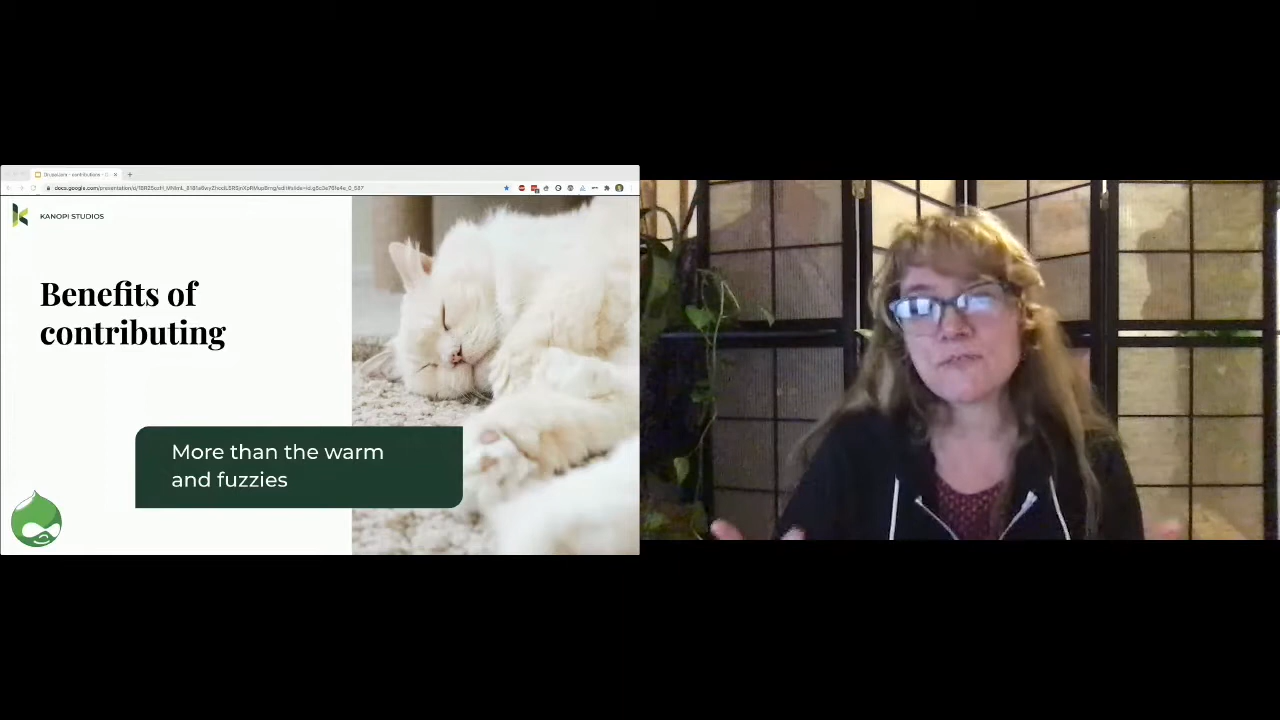 KANOPI STUDIOS
Benefits of
contributing
More than the warm
and fuzzies